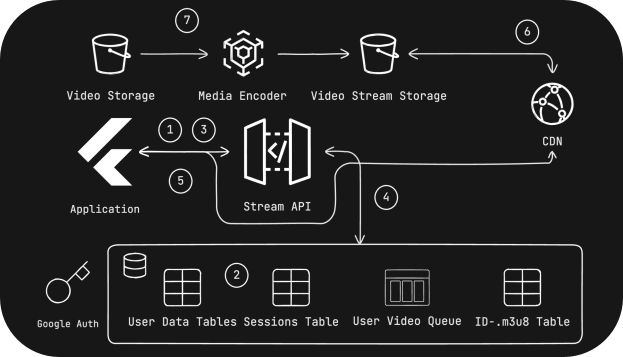 7
6
Video Storage
Media Encoder
Video Stream Storage
1
3
CDN
5
4
Application
Stream API
2
Google Auth
User Data Tables
Sessions Table
User Video Queue
ID-.m3u8 Table